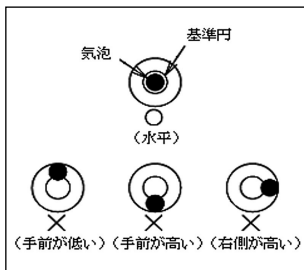 基準円
気泡
○
（水平）
× × ×
（手前が低い）（手前が高い）（右側が高い）